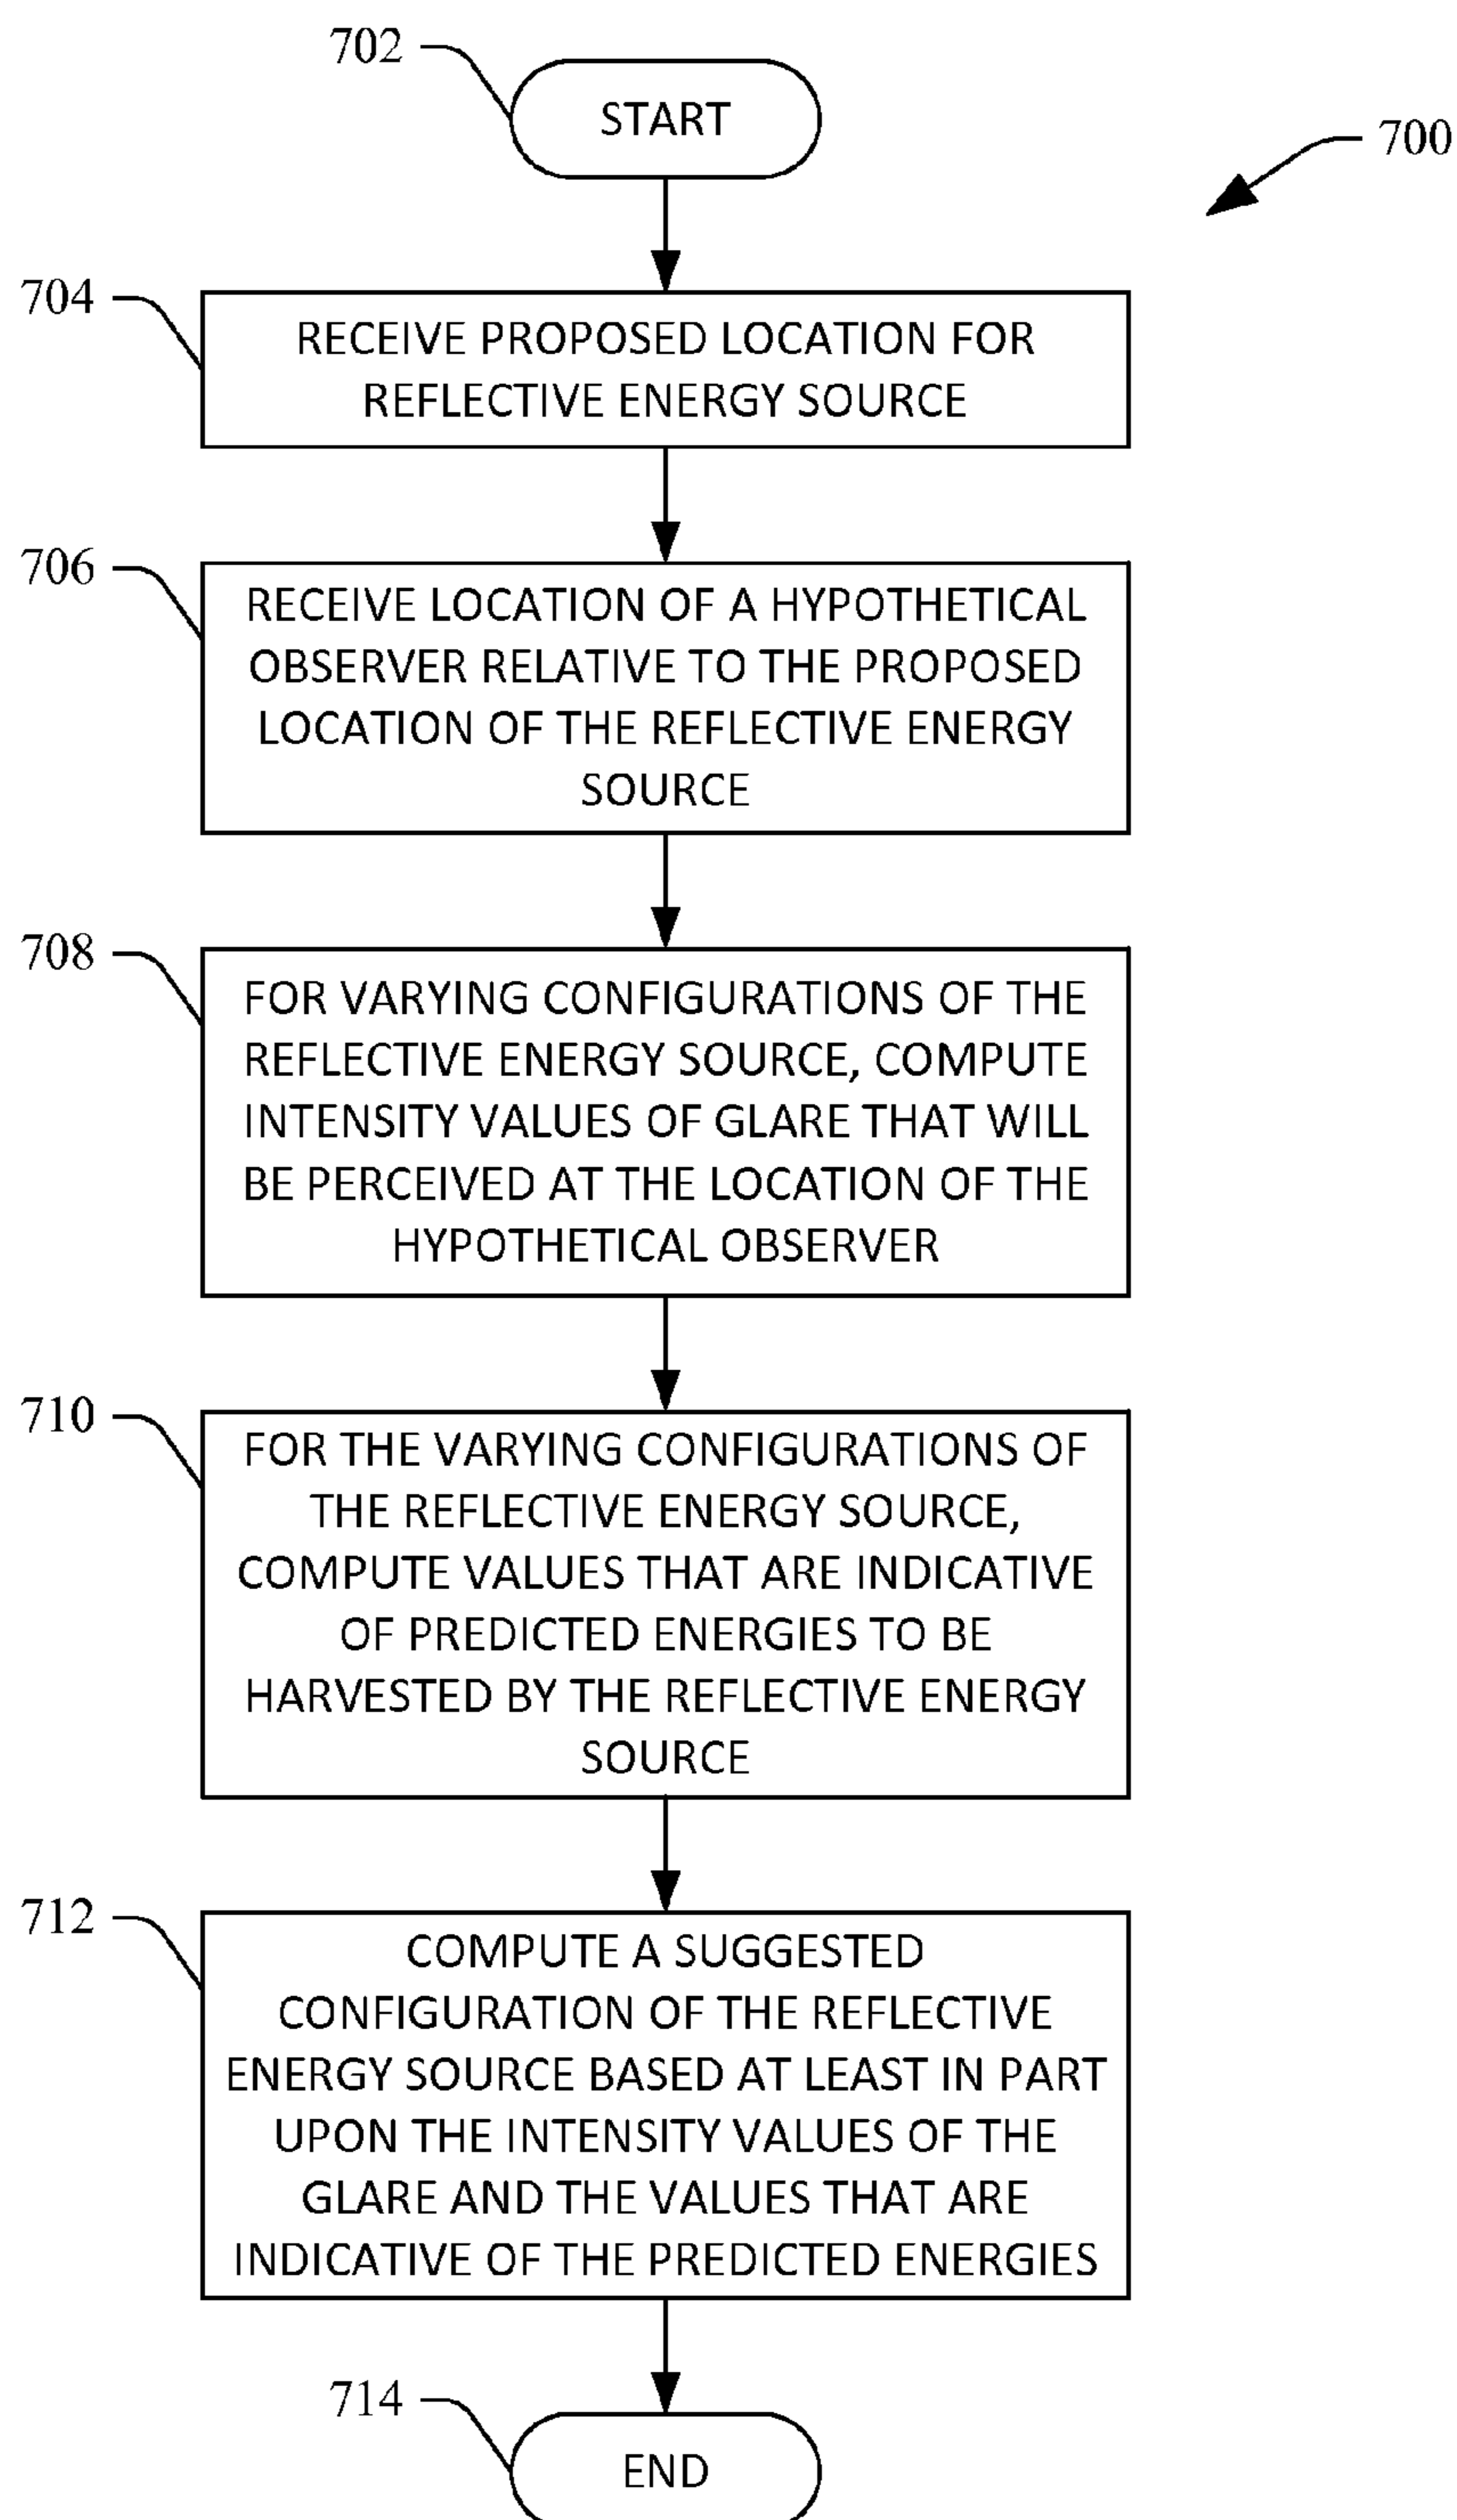 702
START
700
704
RECEIVE PROPOSED LOCATION FOR
REFLECTIVE ENERGY SOURCE
706
RECEIVE LOCATION OF A HYPOTHETICAL
OBSERVER RELATIVE TO THE PROPOSED
LOCATION OF THE REFLECTIVE ENERGY
SOURCE
708
FOR VARYING CONFIGURATIONS OF THE
REFLECTIVE ENERGY SOURCE, COMPUTE
INTENSITY VALUES OF GLARE THAT WILL
BE PERCEIVED AT THE LOCATION OF THE
HYPOTHETICAL OBSERVER
710
FOR THE VARYING CONFIGURATIONS OF
THE REFLECTIVE ENERGY SOURCE,
COMPUTE VALUES THAT ARE INDICATIVE
OF PREDICTED ENERGIES TO BE
HARVESTED BY THE REFLECTIVE ENERGY
SOURCE
712
COMPUTE A SUGGESTED
CONFIGURATION OF THE REFLECTIVE
ENERGY SOURCE BASED AT LEAST IN PART
UPON THE INTENSITY VALUES OF THE
GLARE AND THE VALUES THAT ARE
INDICATIVE OF THE PREDICTED ENERGIES
714
END